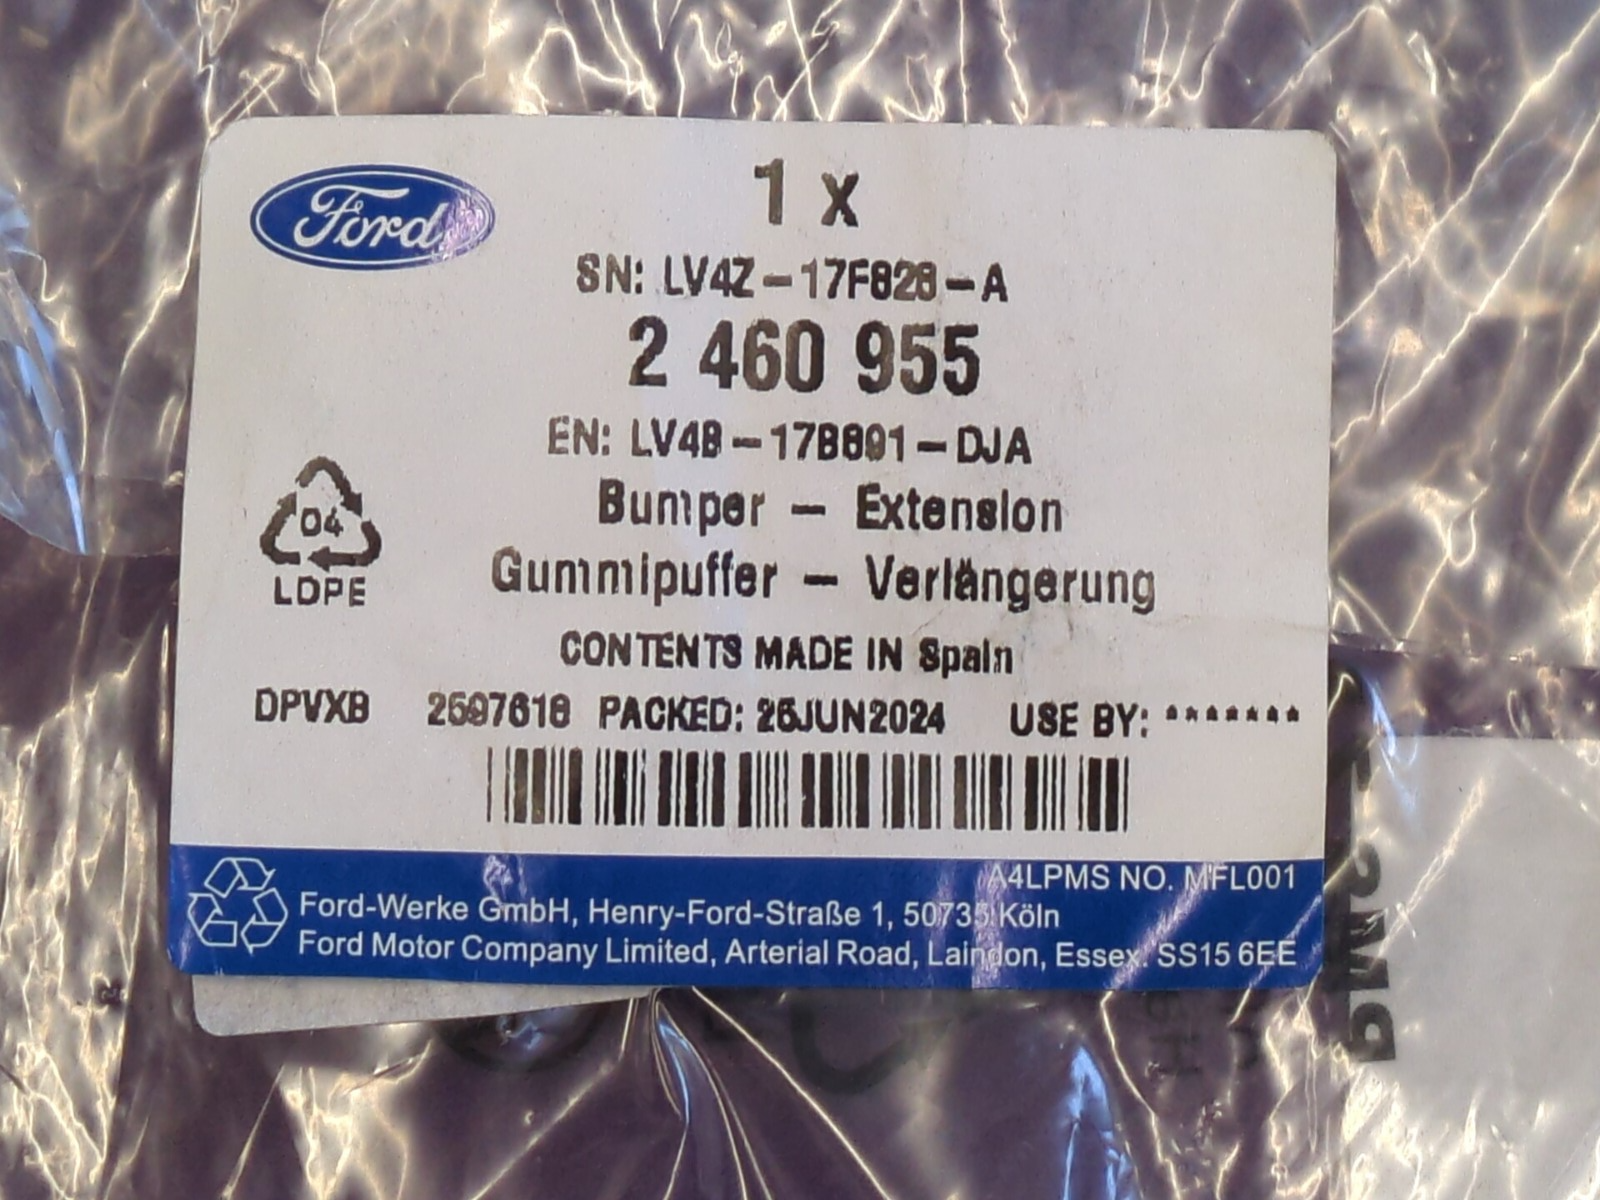 Ford
1 x
SN: LV4Z-17F828-A
2 460 955
EN: LV4B-17B891-DJA
Bumper - Extension
Gummipuffer - Verlängerung
04
LDPE
CONTENTS MADE IN Spain
DPVXB 2597618 PACKED: 25JUN2024 USE BY: *******
A4LPMS NO. MFL001
Ford-Werke GmbH, Henry-Ford-Straße 1, 50735 Köln
Ford Motor Company Limited, Arterial Road, Laindon, Essex. SS15 6EE